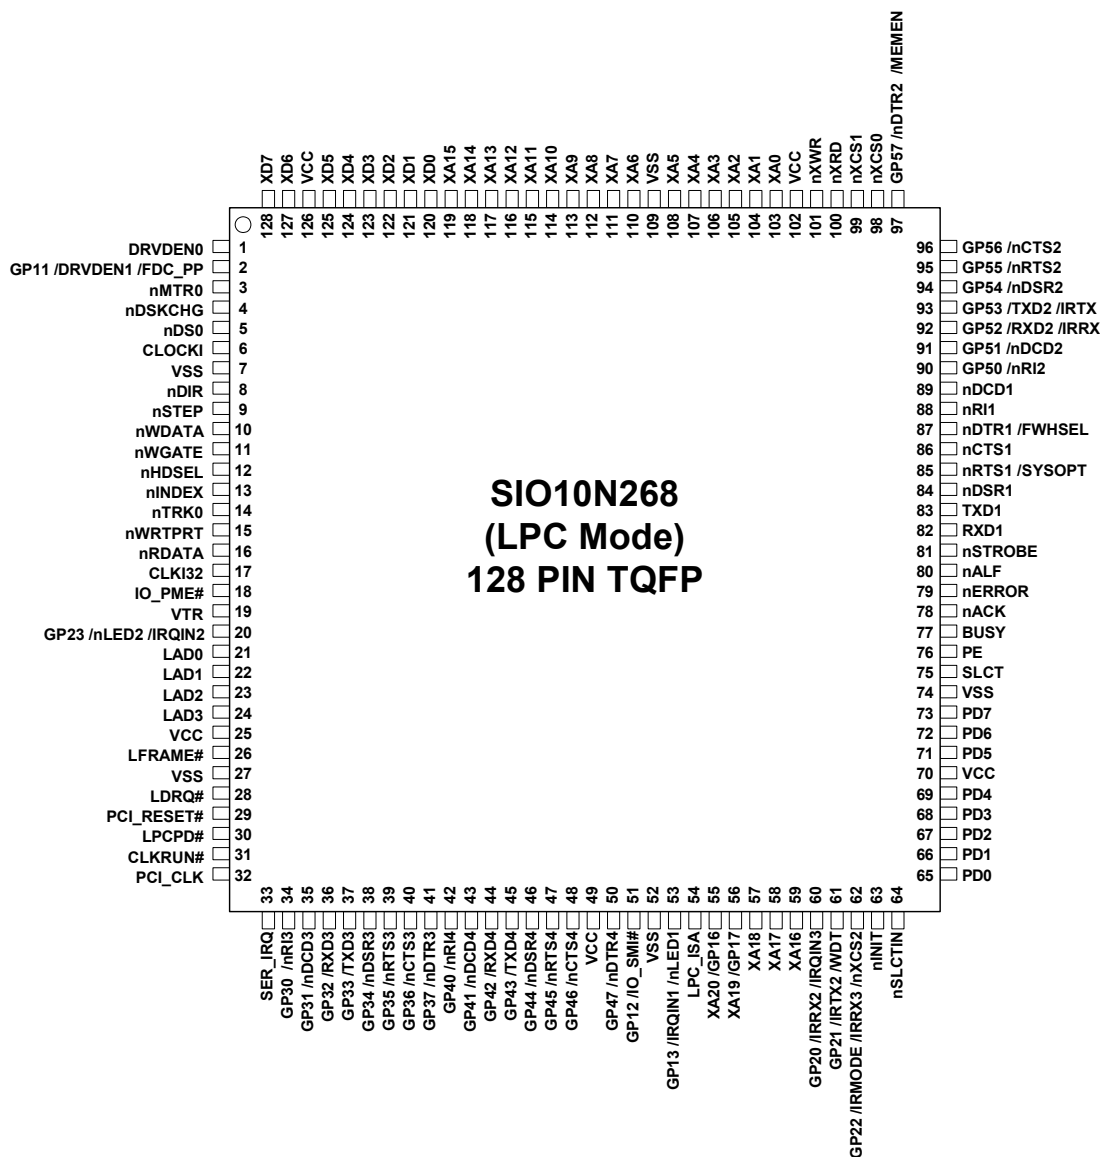 GP57 /nDTR2 /MEMEN
nXCS0
nXCS1
nXRD
nXWR
VCC
XA0
XA1
XA2
XA3
XA4
XA5
VSS
XA6
XA7
XA8
XA9
XA10
XA11
XA12
XA13
XA14
XA15
XD0
XD1
XD2
XD3
XD4
XD5
VCC
XD6
XD7
128 127 126 125 124 123 122 121 120 119 118 117 116 115 114 113 112 111 110 109 108 107 106 105 104 103 102 101 100 99 98 97
DRVDEN0 1
GP11 /DRVDEN1 /FDC_PP 2
nMTR0 3
nDSKCHG 4
nDS0 5
CLOCKI 6
VSS 7
nDIR 8
nSTEP 9
nWDATA 10
nWGATE 11
nHDSEL 12
nINDEX 13
nTRK0 14
nWRTPRT 15
nRDATA 16
CLKI32 17
IO_PME# 18
VTR 19
GP23 /nLED2 /IRQIN2 20
LAD0 21
LAD1 22
LAD2 23
LAD3 24
VCC 25
LFRAME# 26
VSS 27
LDRQ# 28
PCI_RESET# 29
LPCPD# 30
CLKRUN# 31
PCI_CLK 32
SIO10N268
(LPC Mode)
128 PIN TQFP
96 GP56 /nCTS2
95 GP55 /nRTS2
94 GP54 /nDSR2
93 GP53 /TXD2 /IRTX
92 GP52 /RXD2 /IRRX
91 GP51 /nDCD2
90 GP50 /nRI2
89 nDCD1
88 nRI1
87 nDTR1 /FWHSEL
86 nCTS1
85 nRTS1 /SYSOPT
84 nDSR1
83 TXD1
82 RXD1
81 nSTROBE
80 nALF
79 nERROR
78 nACK
77 BUSY
76 PE
75 SLCT
74 VSS
73 PD7
72 PD6
71 PD5
70 VCC
69 PD4
68 PD3
67 PD2
66 PD1
65 PD0
33 34 35 36 37 38 39 40 41 42 43 44 45 46 47 48 49 50 51 52 53 54 55 56 57 58 59 60 61 62 63 64
SER_IRQ
GP30 /nRI3
GP31 /nDCD3
GP32 /RXD3
GP33 /TXD3
GP34 /nDSR3
GP35 /nRTS3
GP36 /nCTS3
GP37 /nDTR3
GP40 /nRI4
GP41 /nDCD4
GP42 /RXD4
GP43 /TXD4
GP44 /nDSR4
GP45 /nRTS4
GP46 /nCTS4
VCC
GP47 /nDTR4
GP12 /IO_SMI#
VSS
GP13 /IRQIN1 /nLED1
LPC_ISA
XA20 /GP16
XA19 /GP17
XA18
XA17
XA16
GP20 /IRRX2 /IRQIN3
GP21 /IRTX2 /WDT
GP22 /IRMODE /IRRX3 /nXCS2
nINIT
nSLCTIN